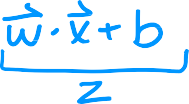 w⃗ · x⃗ + b
z